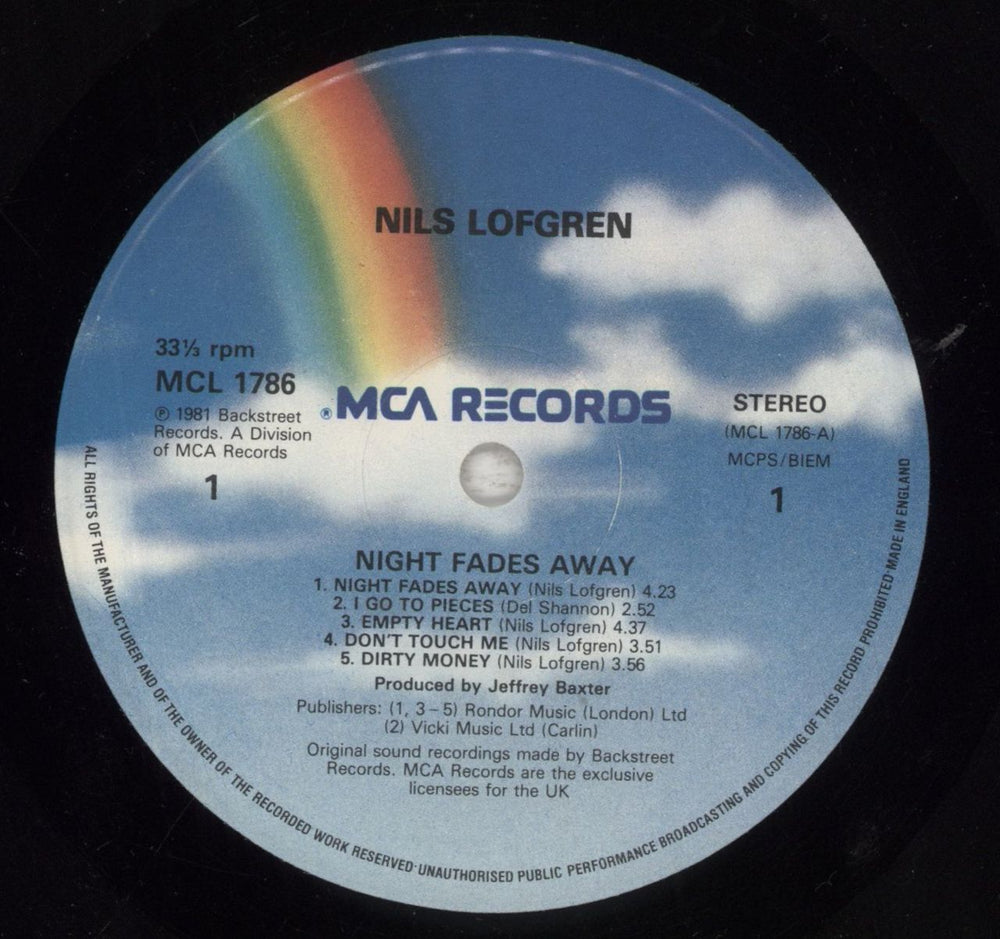 NILS LOFGREN
33⅓ rpm
MCL 1786
℗ 1981 Backstreet
Records. A Division
of MCA Records
1
® MCA RECORDS
STEREO
(MCL 1786-A)
MCPS/BIEM
1
NIGHT FADES AWAY
1. NIGHT FADES AWAY (Nils Lofgren) 4.23
2. I GO TO PIECES (Del Shannon) 2.52
3. EMPTY HEART (Nils Lofgren) 4.37
4. DON'T TOUCH ME (Nils Lofgren) 3.51
5. DIRTY MONEY (Nils Lofgren) 3.56
Produced by Jeffrey Baxter
Publishers: (1, 3–5) Rondor Music (London) Ltd
(2) Vicki Music Ltd (Carlin)
Original sound recordings made by Backstreet
Records. MCA Records are the exclusive
licensees for the UK
ALL RIGHTS OF THE MANUFACTURER AND OF THE OWNER OF THE RECORDED WORK RESERVED·UNAUTHORISED PUBLIC PERFORMANCE BROADCASTING AND COPYING OF THIS RECORD PROHIBITED·MADE IN ENGLAND